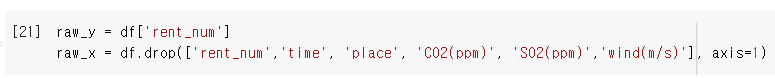 [21] raw_y = df['rent_num']
raw_x = df.drop(['rent_num','time', 'place', 'CO2(ppm)', 'SO2(ppm)','wind(m/s)'], axis=1)